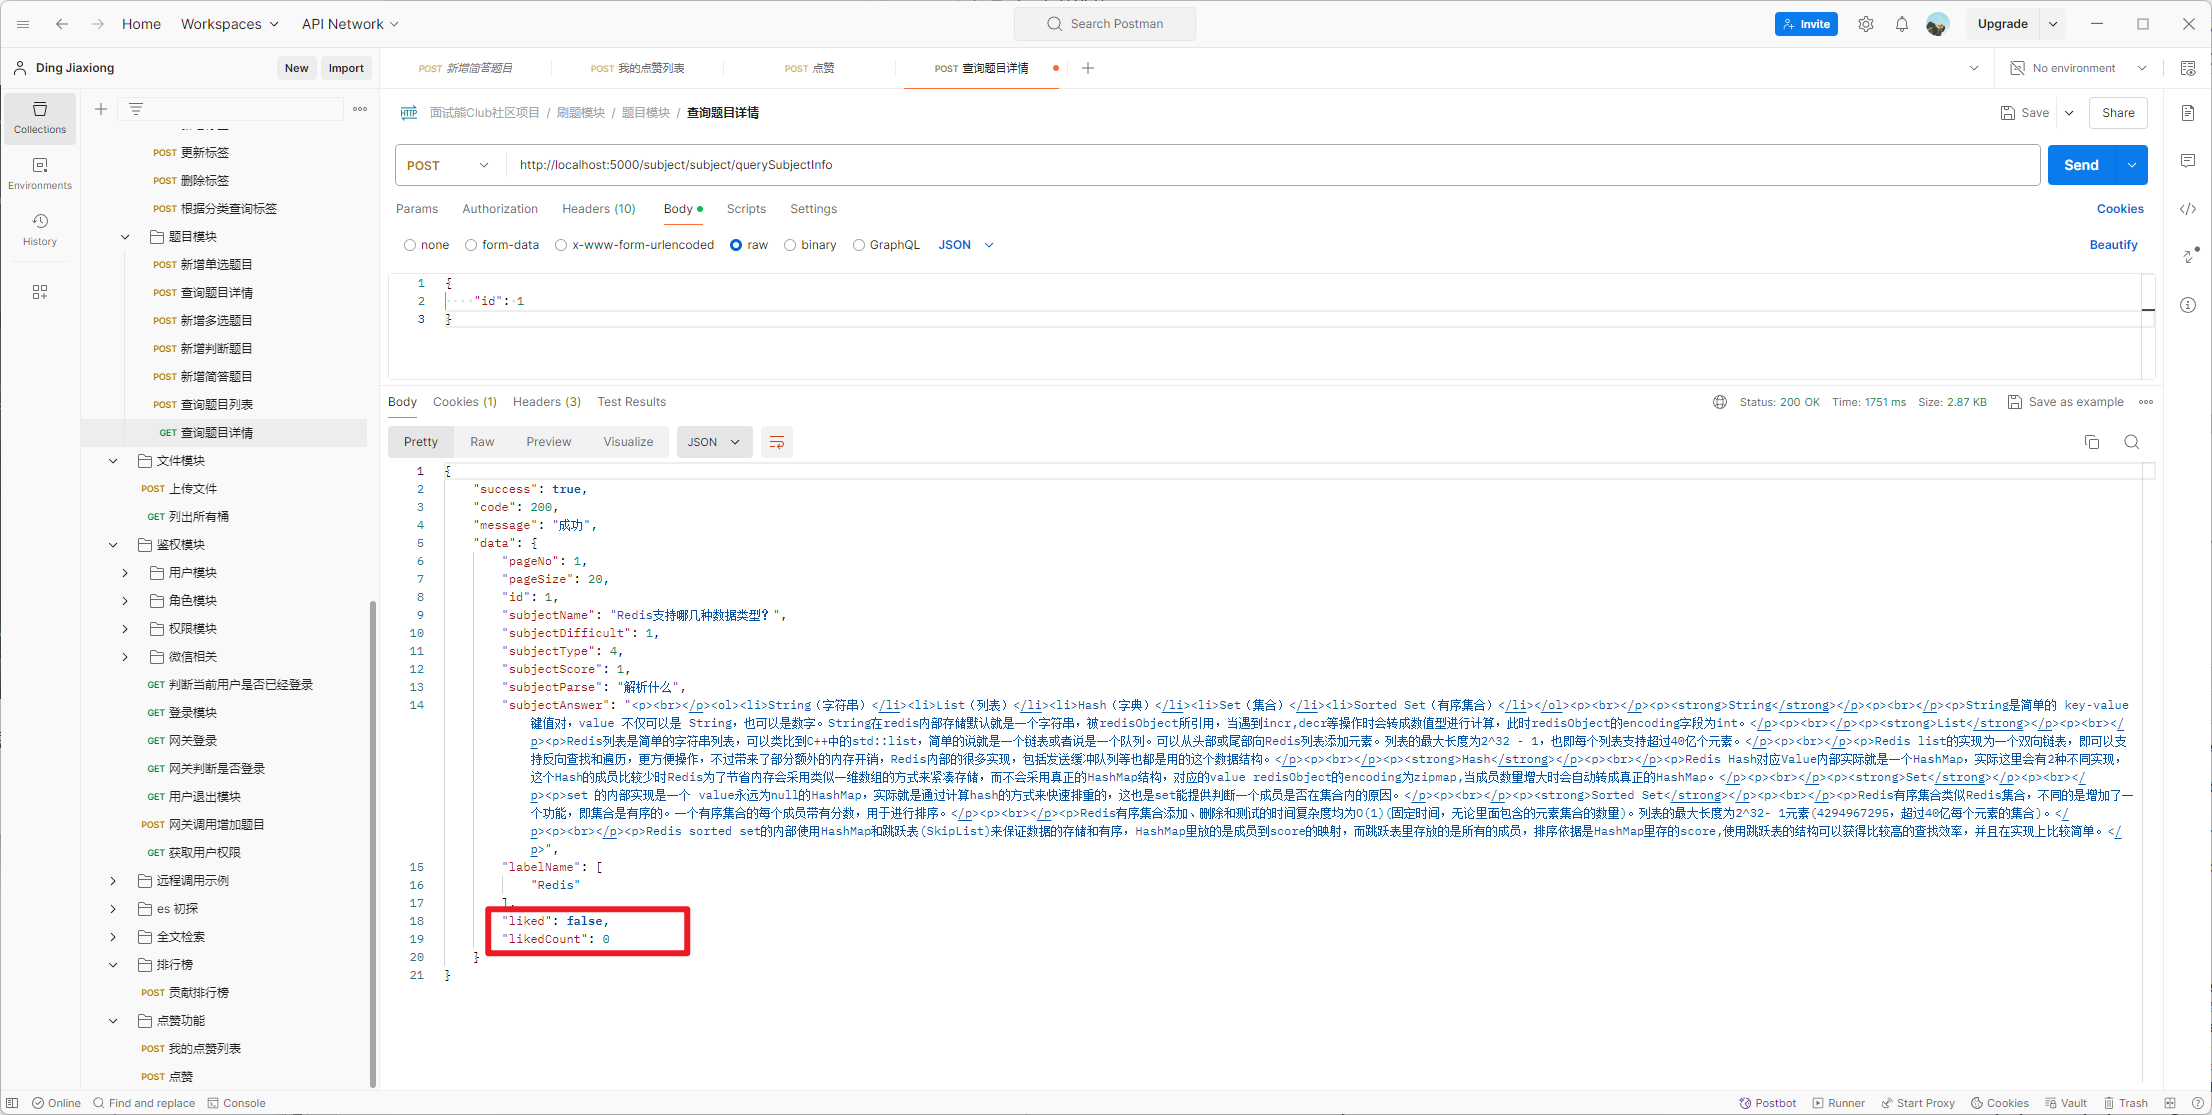 Home
Workspaces
API Network
Search Postman
Invite
Upgrade
Ding Jiaxiong
New
Import
POST 新增简答题目
POST 我的点赞列表
POST 点赞
POST 查询题目详情
No environment
Collections
Environments
History
POST 更新标签
POST 删除标签
POST 根据分类查询标签
题目模块
POST 新增单选题目
POST 查询题目详情
POST 新增多选题目
POST 新增判断题目
POST 新增简答题目
POST 查询题目列表
GET 查询题目详情
文件模块
POST 上传文件
GET 列出所有桶
鉴权模块
用户模块
角色模块
权限模块
微信相关
GET 判断当前用户是否已经登录
GET 登录模块
GET 网关登录
GET 网关判断是否登录
GET 用户退出模块
POST 网关调用增加题目
GET 获取用户权限
远程调用示例
es 初探
全文检索
排行榜
POST 贡献排行榜
点赞功能
POST 我的点赞列表
POST 点赞
HTTP 面试熊Club社区项目 / 刷题模块 / 题目模块 / 查询题目详情
Save
Share
POST http://localhost:5000/subject/subject/querySubjectInfo
Send
Params Authorization Headers (10) Body Scripts Settings
Cookies
none form-data x-www-form-urlencoded raw binary GraphQL JSON
Beautify
1 {
2 ····"id":·1
3 }
Body Cookies (1) Headers (3) Test Results
Status: 200 OK Time: 1751 ms Size: 2.87 KB Save as example
Pretty Raw Preview Visualize JSON
1 {
2 "success": true,
3 "code": 200,
4 "message": "成功",
5 "data": {
6 "pageNo": 1,
7 "pageSize": 20,
8 "id": 1,
9 "subjectName": "Redis支持哪几种数据类型？",
10 "subjectDifficult": 1,
11 "subjectType": 4,
12 "subjectScore": 1,
13 "subjectParse": "解析什么",
14 "subjectAnswer": "<p><br></p><ol><li>String（字符串）</li><li>List（列表）</li><li>Hash（字典）</li><li>Set（集合）</li><li>Sorted Set（有序集合）</li></ol><p><br></p><p><strong>String</strong></p><p><br></p><p>String是简单的 key-value
键值对，value 不仅可以是 String，也可以是数字。String在redis内部存储默认就是一个字符串，被redisObject所引用，当遇到incr,decr等操作时会转成数值型进行计算，此时redisObject的encoding字段为int。</p><p><br></p><p><strong>List</strong></p><p><br></
p><p>Redis列表是简单的字符串列表，可以类比到C++中的std::list，简单的说就是一个链表或者说是一个队列。可以从头部或尾部向Redis列表添加元素。列表的最大长度为2^32 - 1，也即每个列表支持超过40亿个元素。</p><p><br></p><p>Redis list的实现为一个双向链表，即可以支
持反向查找和遍历，更方便操作，不过带来了部分额外的内存开销，Redis内部的很多实现，包括发送缓冲队列等也都是用的这个数据结构。</p><p><br></p><p><strong>Hash</strong></p><p><br></p><p>Redis Hash对应Value内部实际就是一个HashMap，实际这里会有2种不同实现，
这个Hash的成员比较少时Redis为了节省内存会采用类似一维数组的方式来紧凑存储，而不会采用真正的HashMap结构，对应的value redisObject的encoding为zipmap,当成员数量增大时会自动转成真正的HashMap。</p><p><br></p><p><strong>Set</strong></p><p><br></
p><p>set 的内部实现是一个 value永远为null的HashMap，实际就是通过计算hash的方式来快速排重的，这也是set能提供判断一个成员是否在集合内的原因。</p><p><br></p><p><strong>Sorted Set</strong></p><p><br></p><p>Redis有序集合类似Redis集合，不同的是增加了一
个功能，即集合是有序的。一个有序集合的每个成员带有分数，用于进行排序。</p><p><br></p><p>Redis有序集合添加、删除和测试的时间复杂度均为O(1)(固定时间，无论里面包含的元素集合的数量)。列表的最大长度为2^32- 1元素(4294967295，超过40亿每个元素的集合)。</
p><p><br></p><p>Redis sorted set的内部使用HashMap和跳跃表(SkipList)来保证数据的存储和有序，HashMap里放的是成员到score的映射，而跳跃表里存放的是所有的成员，排序依据是HashMap里存的score,使用跳跃表的结构可以获得比较高的查找效率，并且在实现上比较简单。</
p>",
15 "labelName": [
16 "Redis"
17 ],
18 "liked": false,
19 "likedCount": 0
20 }
21 }
Online
Find and replace
Console
Postbot
Runner
Start Proxy
Cookies
Vault
Trash